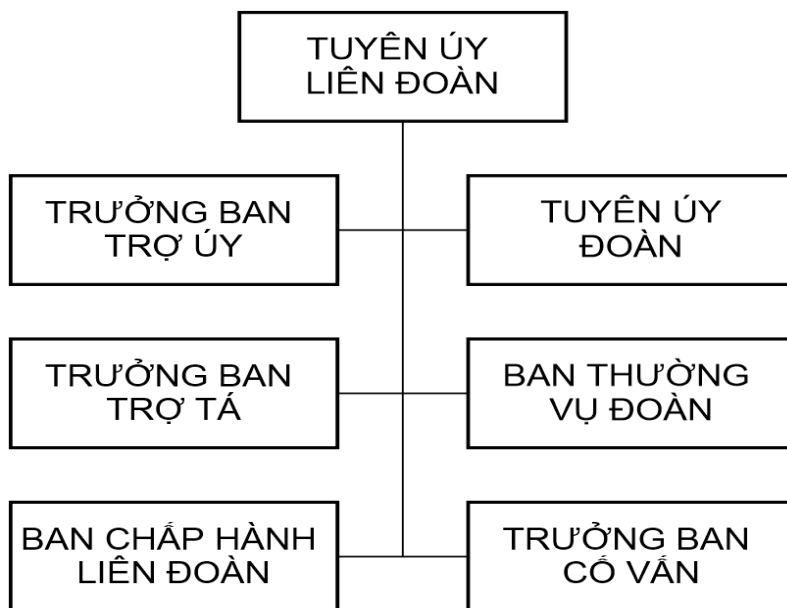 TUYÊN ÚY
LIÊN ĐOÀN
TRƯỞNG BAN
TRỢ ÚY
TUYÊN ÚY
ĐOÀN
TRƯỞNG BAN
TRỢ TÁ
BAN THƯỜNG
VỤ ĐOÀN
BAN CHẤP HÀNH
LIÊN ĐOÀN
TRƯỞNG BAN
CỐ VẤN